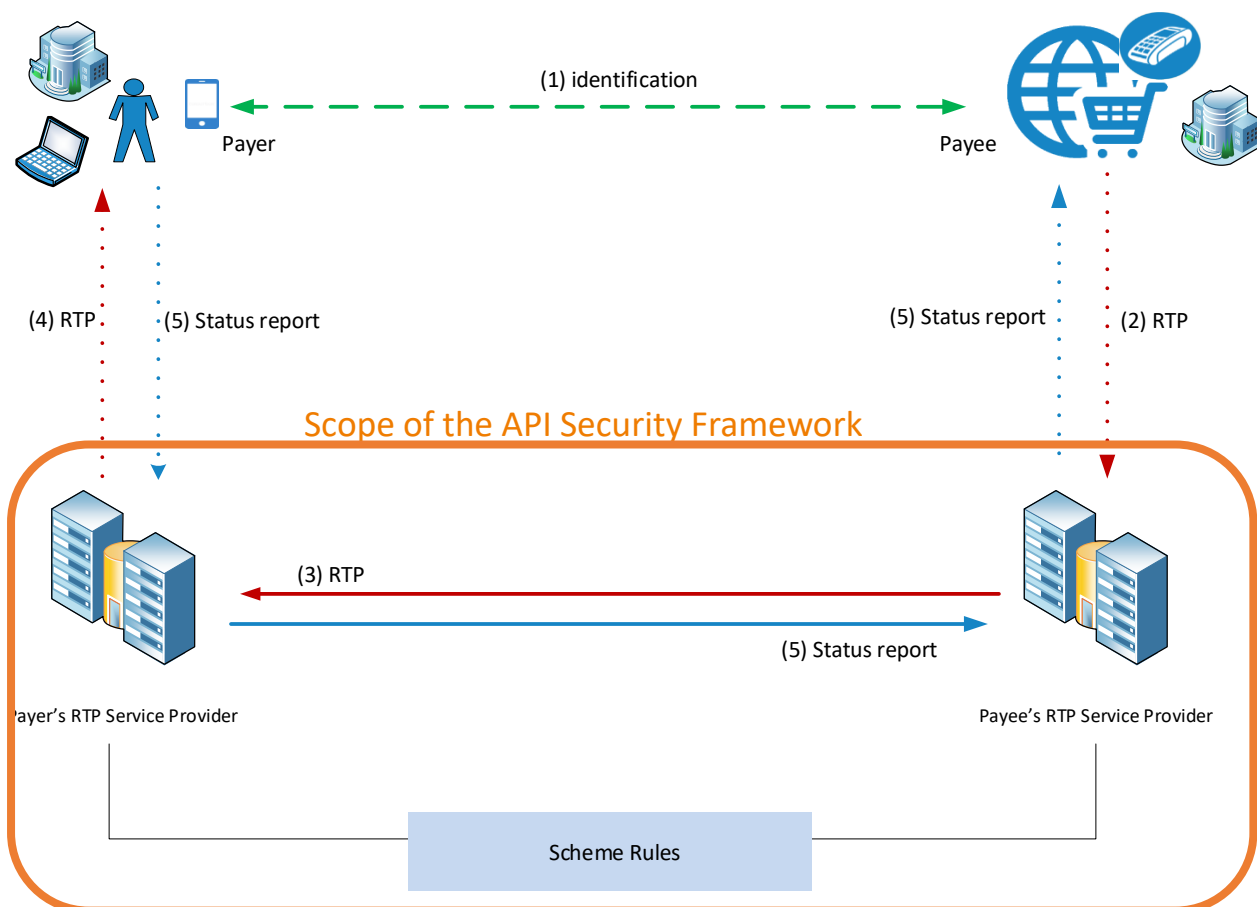 (1) identification
Payer
Payee
(4) RTP
(5) Status report
(5) Status report
(2) RTP
Scope of the API Security Framework
(3) RTP
(5) Status report
Payer’s RTP Service Provider
Payee’s RTP Service Provider
Scheme Rules